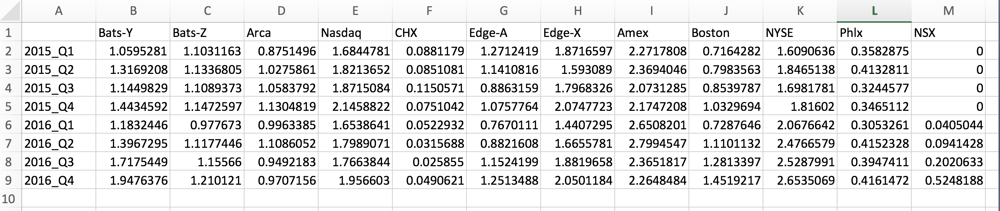 A B C D E F G H I J K L M
1 Bats-Y Bats-Z Arca Nasdaq CHX Edge-A Edge-X Amex Boston NYSE Phlx NSX
2 2015_Q1 1.0595281 1.1031163 0.8751496 1.6844781 0.0881179 1.2712419 1.8716597 2.2717808 0.7164282 1.6090636 0.3582875 0
3 2015_Q2 1.3169208 1.1336805 1.0275861 1.8213652 0.0851081 1.1410816 1.593089 2.3694046 0.7983563 1.8465138 0.4132811 0
4 2015_Q3 1.1449829 1.1089373 1.0583792 1.8715084 0.1150571 0.8863159 1.7968326 2.0731285 0.8539787 1.6981781 0.3244577 0
5 2015_Q4 1.4434592 1.1472597 1.1304819 2.1458822 0.0751042 1.0757764 2.0747723 2.1747208 1.0329694 1.81602 0.3465112 0
6 2016_Q1 1.1832446 0.977673 0.9963385 1.6538641 0.0522932 0.7670111 1.4407295 2.6508201 0.7287646 2.0676642 0.3053261 0.0405044
7 2016_Q2 1.3967295 1.1177446 1.1086052 1.7989071 0.0315688 0.8821608 1.6655781 2.7994547 1.1101132 2.4766579 0.4152328 0.0941428
8 2016_Q3 1.7175449 1.15566 0.9492183 1.7663844 0.025855 1.1524199 1.8819658 2.3651817 1.2813397 2.5287991 0.3947411 0.2020633
9 2016_Q4 1.9476376 1.210121 0.9707156 1.956603 0.0490621 1.2513488 2.0501184 2.2648484 1.4519217 2.6535069 0.4161472 0.5248188
10